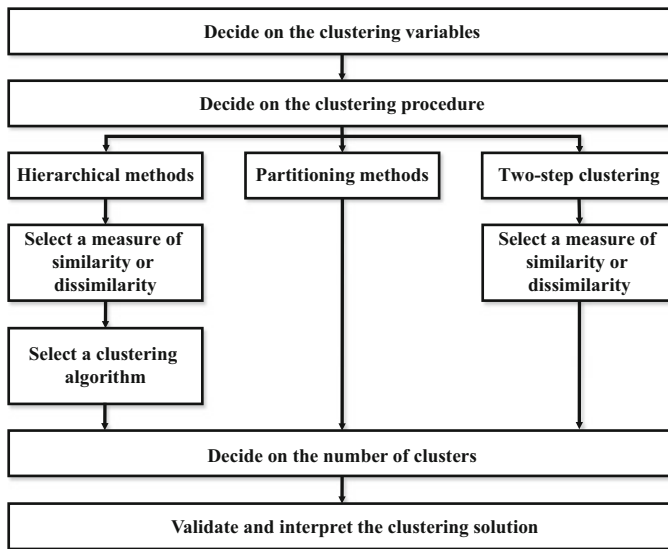 Decide on the clustering variables
Decide on the clustering procedure
Hierarchical methods
Partitioning methods
Two-step clustering
Select a measure of
similarity or
dissimilarity
Select a measure of
similarity or
dissimilarity
Select a clustering
algorithm
Decide on the number of clusters
Validate and interpret the clustering solution